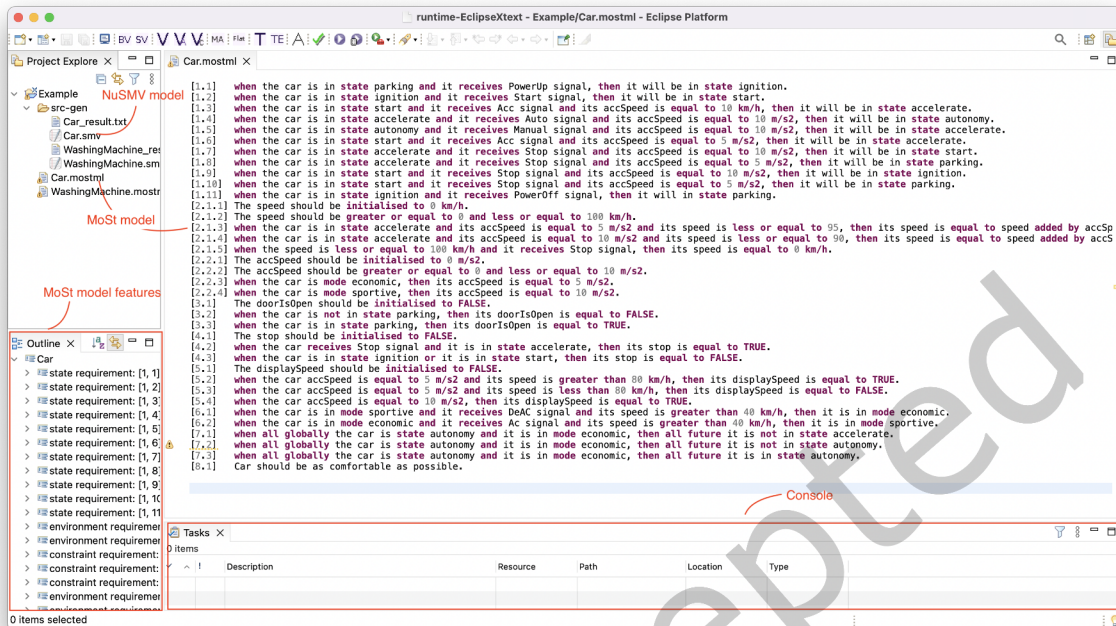 runtime-EclipseXtext - Example/Car.mostml - Eclipse Platform
BV SV V V V MA Flat T TE A
Project Explore
Car.mostml
Example
NuSMV model
src-gen
Car_result.txt
Car.smv
WashingMachine_res
WashingMachine.sm
Car.mostml
WashingMachine.mostr
MoSt model
MoSt model features
[1.1] when the car is in state parking and it receives PowerUp signal, then it will be in state ignition.
[1.2] when the car is in state ignition and it receives Start signal, then it will be in state start.
[1.3] when the car is in state start and it receives Acc signal and its accSpeed is equal to 10 km/h, then it will be in state accelerate.
[1.4] when the car is in state accelerate and it receives Auto signal and its accSpeed is equal to 10 m/s2, then it will be in state autonomy.
[1.5] when the car is in state autonomy and it receives Manual signal and its accSpeed is equal to 10 m/s2, then it will be in state accelerate.
[1.6] when the car is in state start and it receives Acc signal and its accSpeed is equal to 5 m/s2, then it will be in state accelerate.
[1.7] when the car is in state accelerate and it receives Stop signal and its accSpeed is equal to 10 m/s2, then it will be in state start.
[1.8] when the car is in state accelerate and it receives Stop signal and its accSpeed is equal to 5 m/s2, then it will be in state parking.
[1.9] when the car is in state start and it receives Stop signal and its accSpeed is equal to 10 m/s2, then it will be in state ignition.
[1.10] when the car is in state start and it receives Stop signal and its accSpeed is equal to 5 m/s2, then it will be in state parking.
[1.11] when the car is in state ignition and it receives PowerOff signal, then it will in state parking.
[2.1.1] The speed should be initialised to 0 km/h.
[2.1.2] The speed should be greater or equal to 0 and less or equal to 100 km/h.
[2.1.3] when the car is in state accelerate and its accSpeed is equal to 5 m/s2 and its speed is less or equal to 95, then its speed is equal to speed added by accSp
[2.1.4] when the car is in state accelerate and its accSpeed is equal to 10 m/s2 and its speed is less or equal to 90, then its speed is equal to speed added by accS
[2.1.5] when the speed is less or equal to 100 km/h and it receives Stop signal, then its speed is equal to 0 km/h.
[2.2.1] The accSpeed should be initialised to 0 m/s2.
[2.2.2] The accSpeed should be greater or equal to 0 and less or equal to 10 m/s2.
[2.2.3] when the car is mode economic, then its accSpeed is equal to 5 m/s2.
[2.2.4] when the car is mode sportive, then its accSpeed is equal to 10 m/s2.
[3.1] The doorIsOpen should be initialised to FALSE.
[3.2] when the car is not in state parking, then its doorIsOpen is equal to FALSE.
[3.3] when the car is in state parking, then its doorIsOpen is equal to TRUE.
[4.1] The stop should be initialised to FALSE.
[4.2] when the car receives Stop signal and it is in state accelerate, then its stop is equal to TRUE.
[4.3] when the car is in state ignition or it is in state start, then its stop is equal to FALSE.
[5.1] The displaySpeed should be initialised to FALSE.
[5.2] when the car accSpeed is equal to 5 m/s2 and its speed is greater than 80 km/h, then its displaySpeed is equal to TRUE.
[5.3] when the car accSpeed is equal to 5 m/s2 and its speed is less than 80 km/h, then its displaySpeed is equal to FALSE.
[5.4] when the car accSpeed is equal to 10 m/s2, then its displaySpeed is equal to TRUE.
[6.1] when the car is in mode sportive and it receives DeAC signal and its speed is greater than 40 km/h, then it is in mode economic.
[6.2] when the car is in mode economic and it receives Ac signal and its speed is greater than 40 km/h, then it is in mode sportive.
[7.1] when all globally the car is state autonomy and it is in mode economic, then all future it is not in state accelerate.
[7.2] when all globally the car is state autonomy and it is in mode economic, then all future it is not in state autonomy.
[7.3] when all globally the car is state autonomy and it is in mode economic, then all future it is in state autonomy.
[8.1] Car should be as comfortable as possible.
Outline
Car
state requirement: [1, 1]
state requirement: [1, 2]
state requirement: [1, 3]
state requirement: [1, 4]
state requirement: [1, 5]
state requirement: [1, 6]
state requirement: [1, 7]
state requirement: [1, 8]
state requirement: [1, 9]
state requirement: [1, 10
state requirement: [1, 11
environment requiremer
environment requiremer
constraint requirement:
constraint requirement:
constraint requirement:
environment requiremer
environment requiremer
Console
Tasks
0 items
! Description Resource Path Location Type
0 items selected
epted